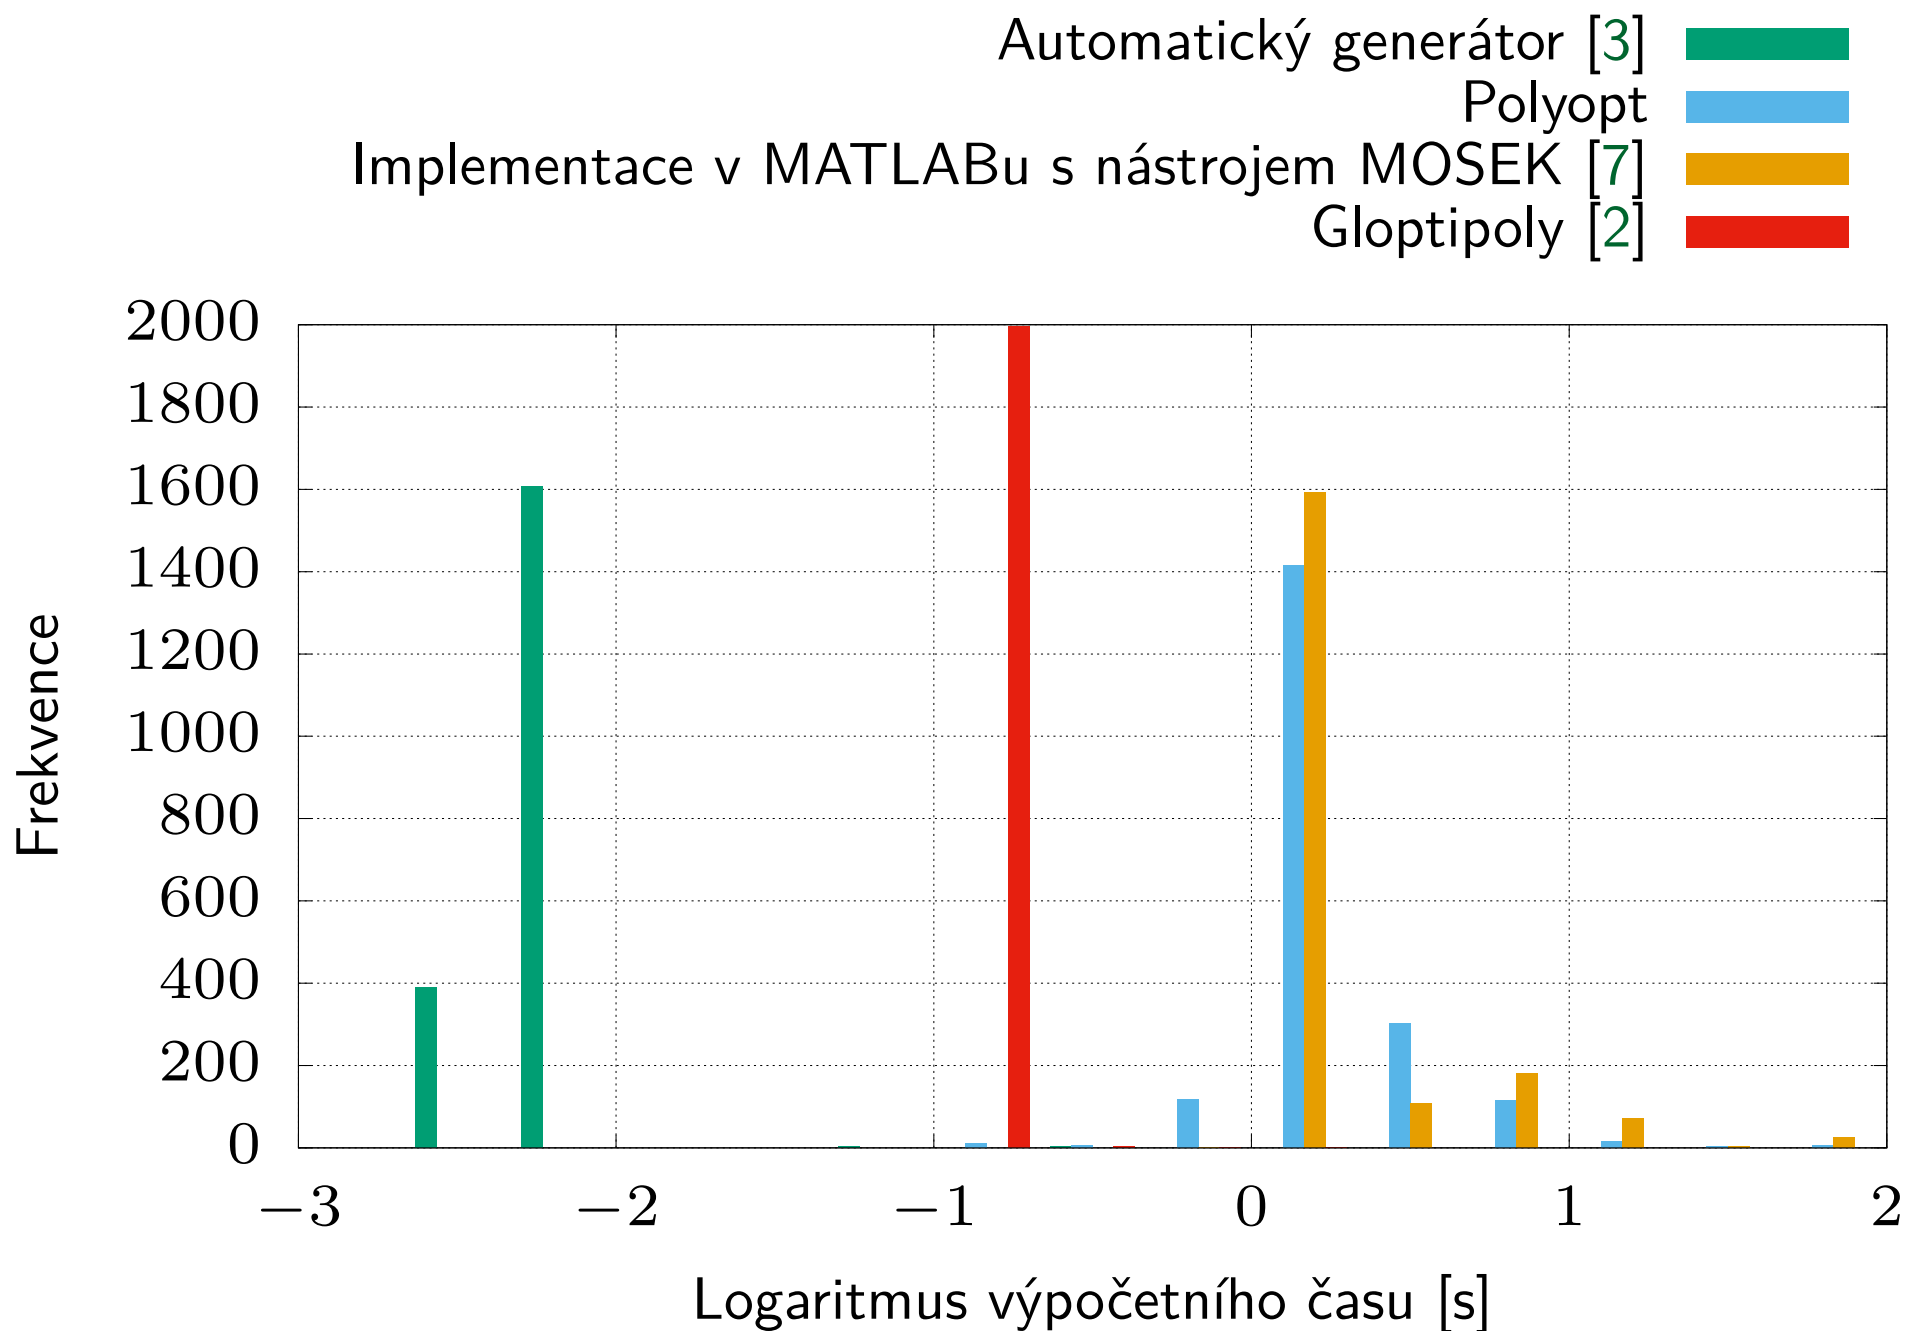 Automatický generátor [3]
Polyopt
Implementace v MATLABu s nástrojem MOSEK [7]
Gloptipoly [2]
2000
1800
1600
1400
1200
1000
800
600
400
200
0
Frekvence
−3 −2 −1 0 1 2
Logaritmus výpočetního času [s]